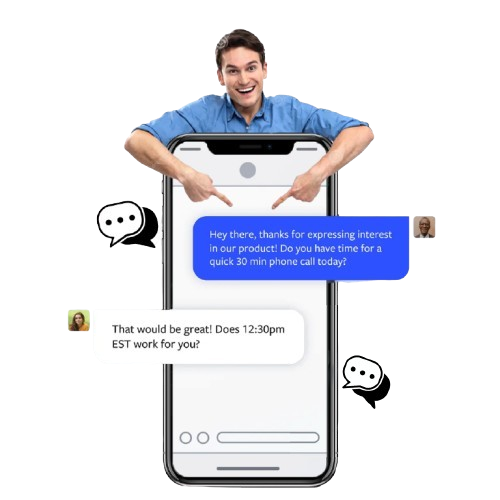 Hey there, thanks for expressing interest
in our product! Do you have time for a
quick 30 min phone call today?
That would be great! Does 12:30pm
EST work for you?